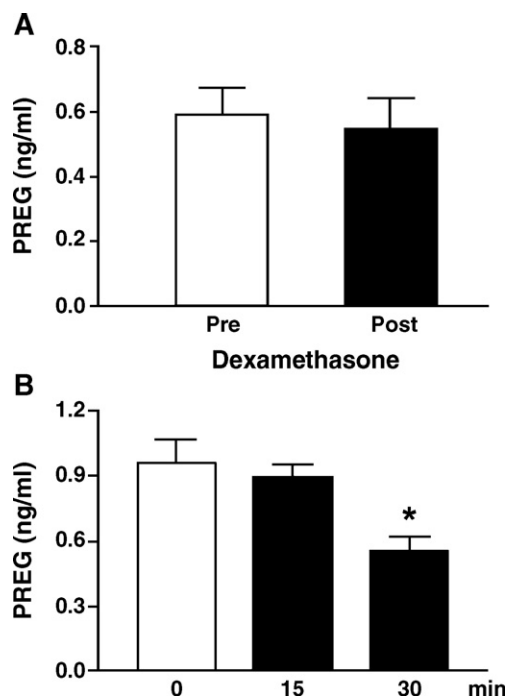 A
PREG (ng/ml)
0.8
0.6
0.4
0.2
0.0
Pre Post
Dexamethasone
B
PREG (ng/ml)
1.2
0.9
0.6
0.3
0.0
*
0 15 30 min